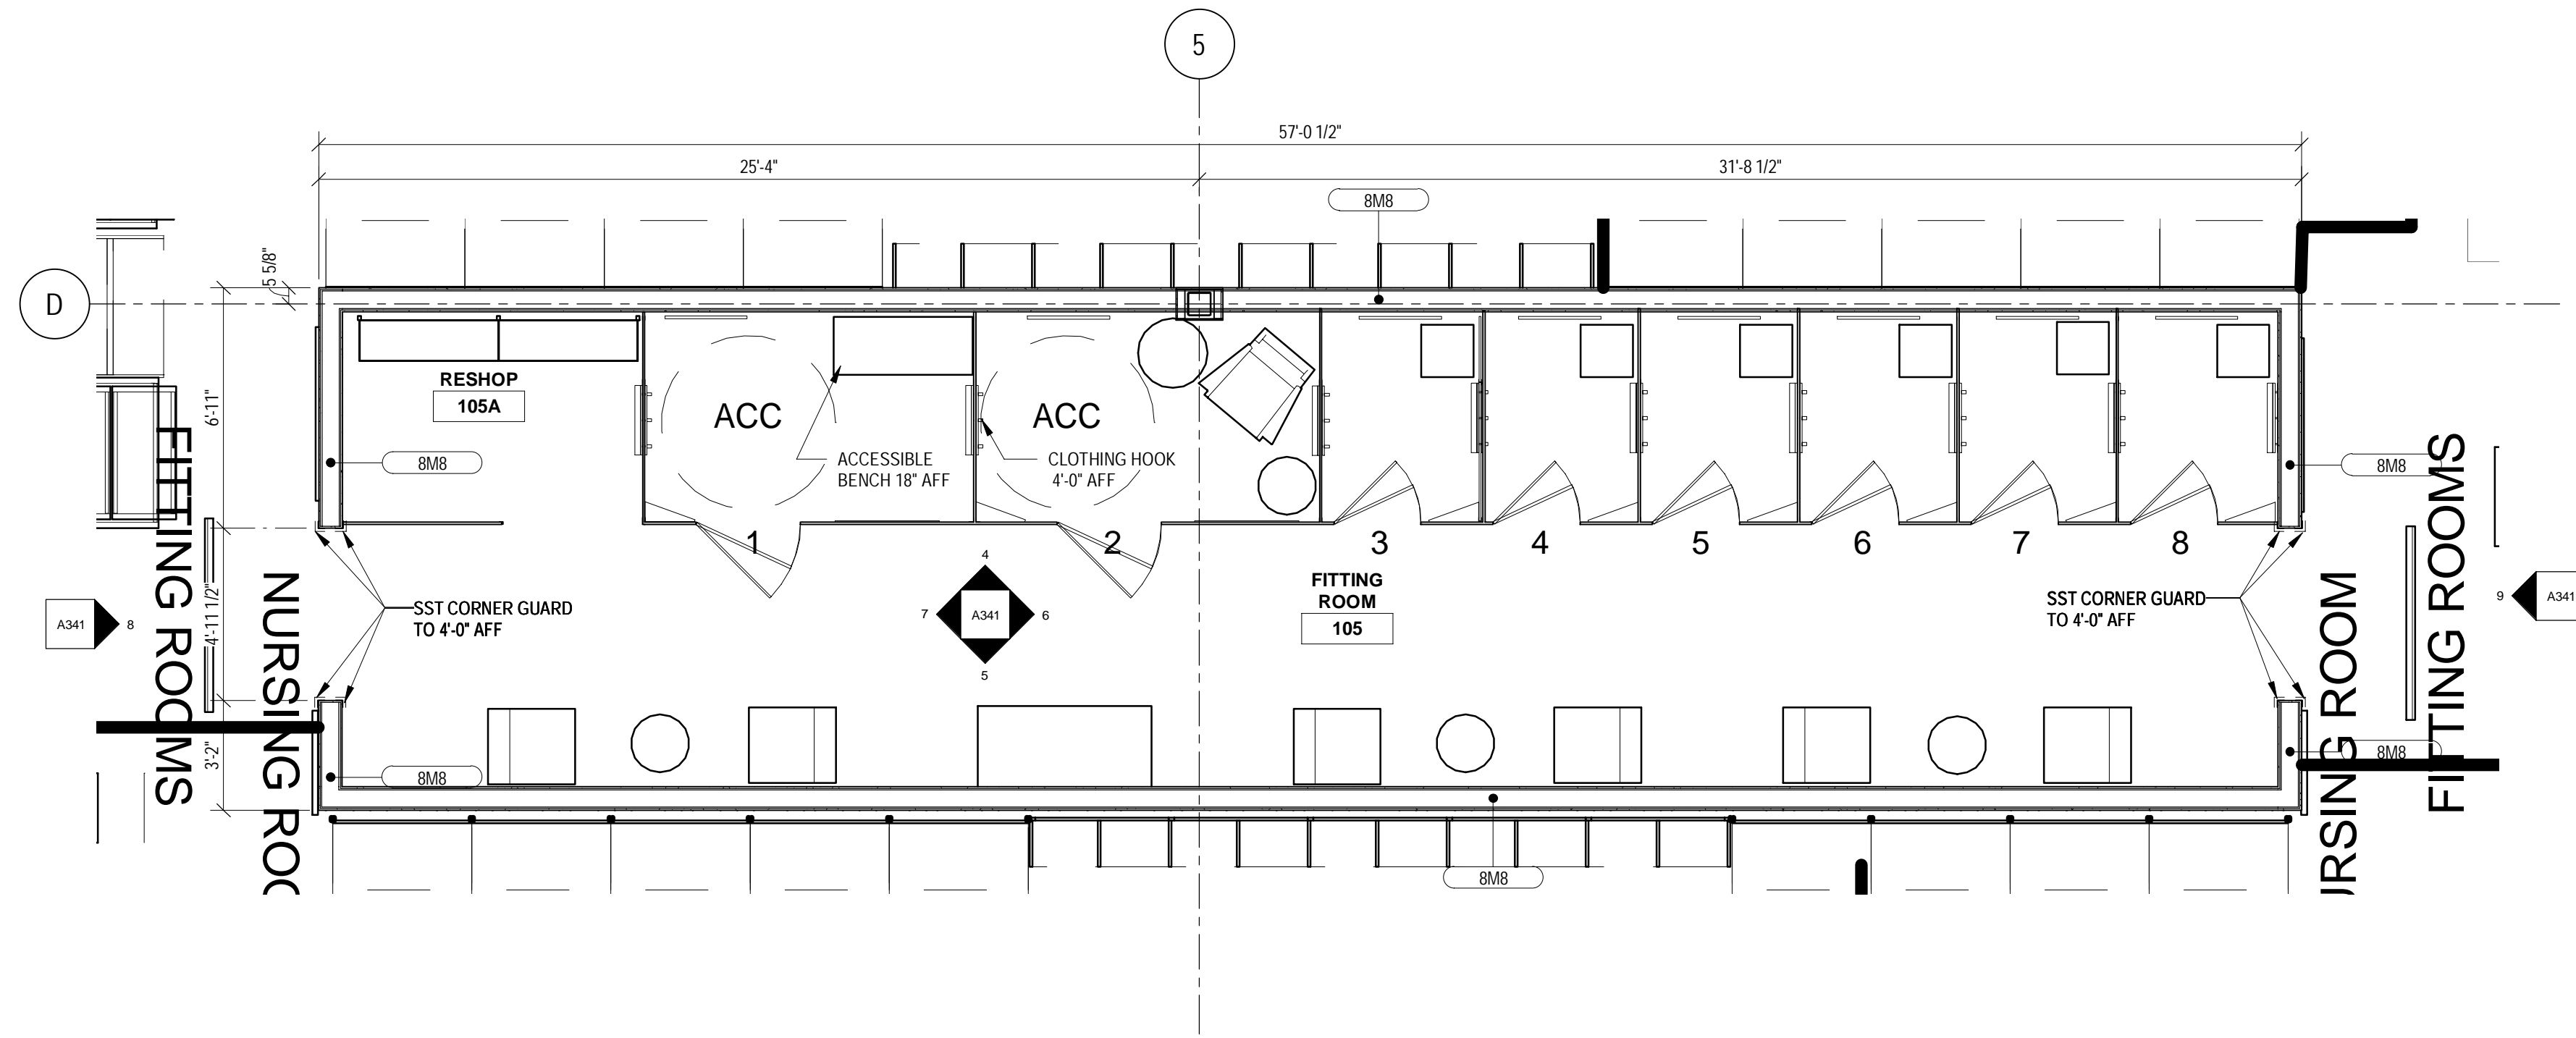 5
57'-0 1/2"
25'-4"
31'-8 1/2"
8M8
5 5/8"
D
6'-11"
RESHOP
105A
ACC
ACC
ACCESSIBLE
BENCH 18" AFF
CLOTHING HOOK
4'-0" AFF
8M8
8M8
1
2
3
4
5
6
7
8
FITTING ROOMS
NURSING ROO
4'-11 1/2"
SST CORNER GUARD
TO 4'-0" AFF
A341
8
4
7
A341
6
5
FITTING
ROOM
105
SST CORNER GUARD
TO 4'-0" AFF
URSING ROOM
FITTING ROOMS
9
A341
3'-2"
8M8
8M8
8M8